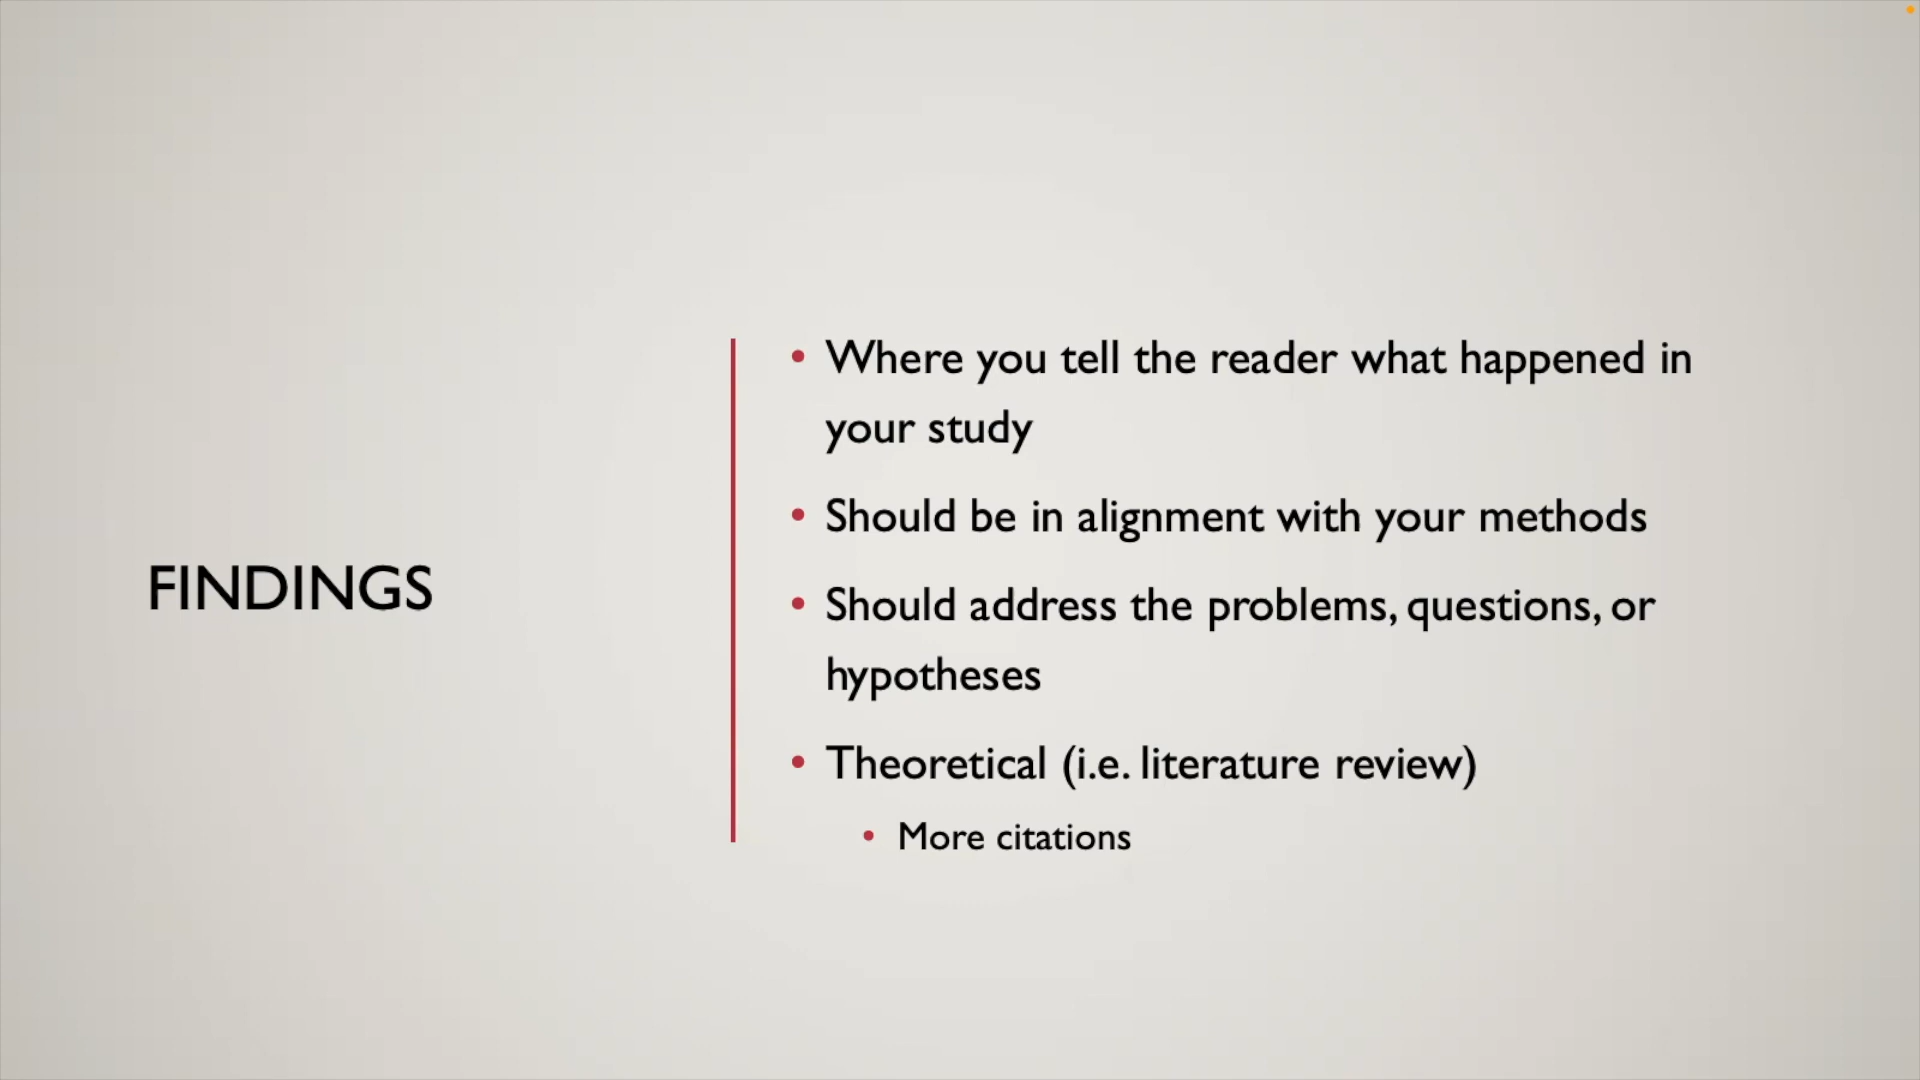 FINDINGS
• Where you tell the reader what happened in
your study
• Should be in alignment with your methods
• Should address the problems, questions, or
hypotheses
• Theoretical (i.e. literature review)
• More citations